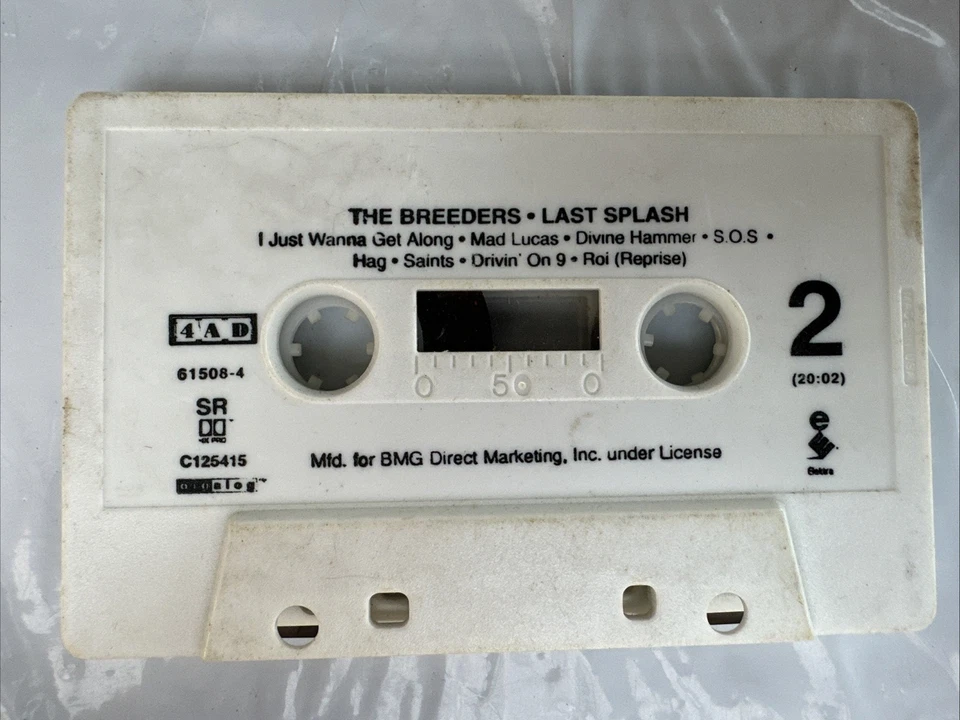 THE BREEDERS • LAST SPLASH
I Just Wanna Get Along • Mad Lucas • Divine Hammer • S.O.S •
Hag • Saints • Drivin' On 9 • Roi (Reprise)
4AD
61508-4
SR
C125415
2
(20:02)
e
Elektra
0 50 0
Mfd. for BMG Direct Marketing, Inc. under License